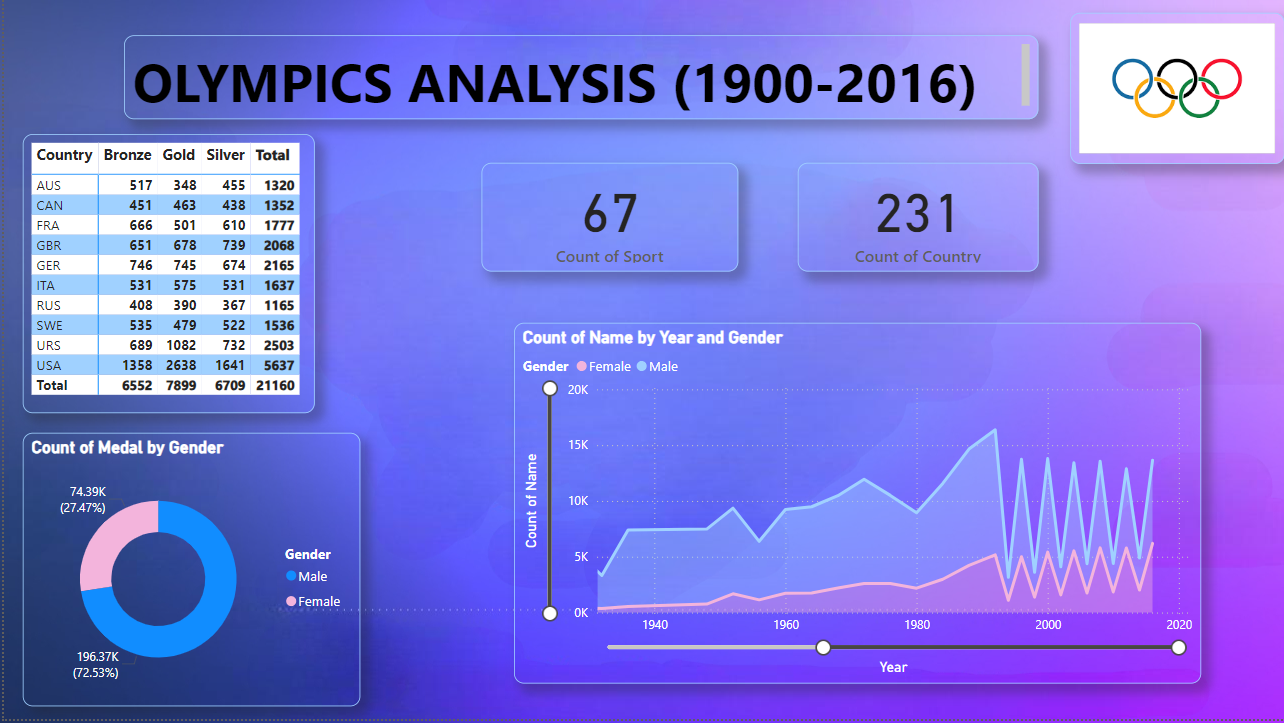 OLYMPICS ANALYSIS (1900-2016)
Country Bronze Gold Silver Total
AUS 517 348 455 1320
CAN 451 463 438 1352
FRA 666 501 610 1777
GBR 651 678 739 2068
GER 746 745 674 2165
ITA 531 575 531 1637
RUS 408 390 367 1165
SWE 535 479 522 1536
URS 689 1082 732 2503
USA 1358 2638 1641 5637
Total 6552 7899 6709 21160
67
Count of Sport
231
Count of Country
Count of Medal by Gender
74.39K
(27.47%)
196.37K
(72.53%)
Gender
Male
Female
Count of Name by Year and Gender
Gender Female Male
Count of Name
20K
15K
10K
5K
0K
1940 1960 1980 2000 2020
Year